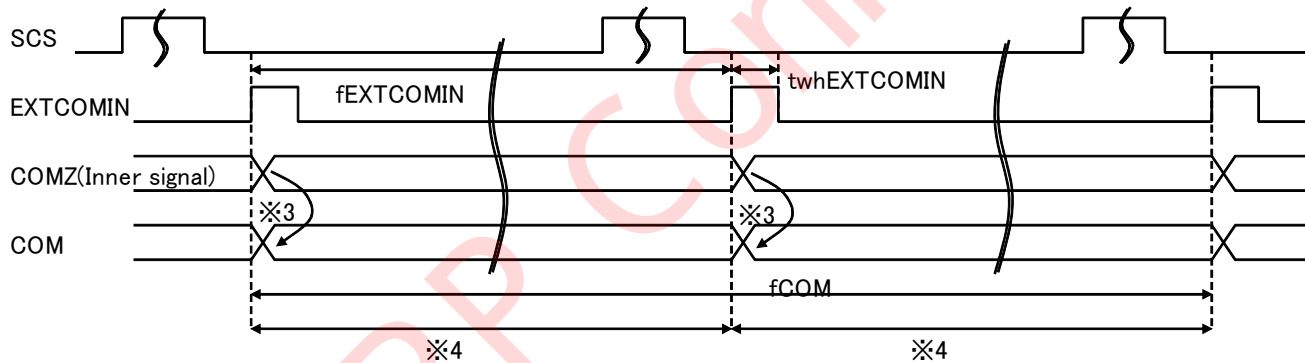 SCS
fEXTCOMIN
twhEXTCOMIN
EXTCOMIN
COMZ(Inner signal)
※3
※3
COM
fCOM
※4
※4